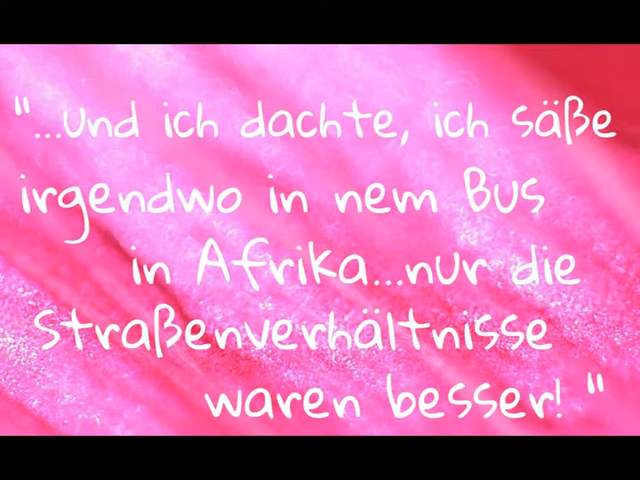 "...und ich dachte, ich säße
irgendwo in nem Bus
in Afrika...nur die
Straßenverhältnisse
waren besser! "